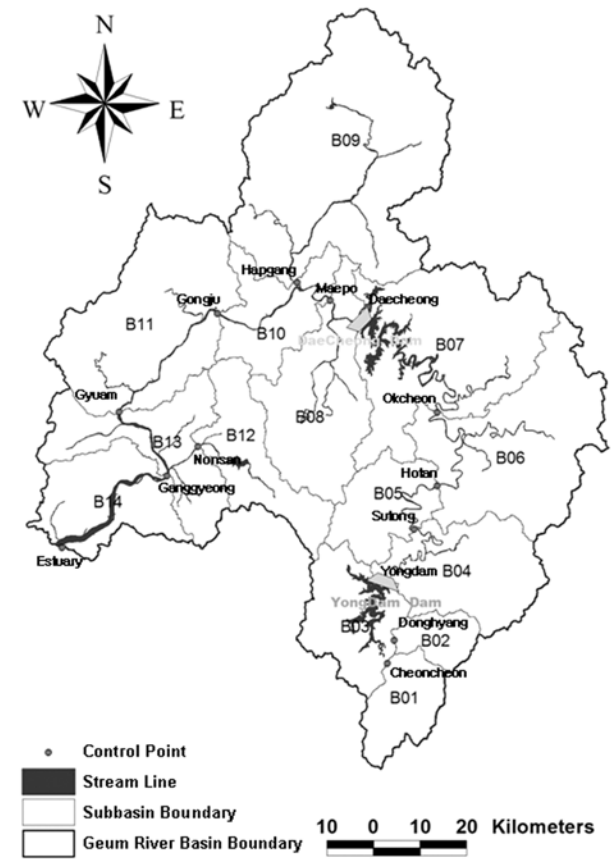 N
W E
S
B09
Hapgang
Maepo
Gongju
Daecheong
B11
B10
DaeCheong Dam
B07
Gyuam
Okcheon
B08
B13
B12
Nonsan
B06
Hotan
Ganggyeong
B14
B05
Sutong
Estuary
Yongdam
B04
YongDam Dam
Donghyang
B03
B02
Cheoncheon
B01
Control Point
Stream Line
Subbasin Boundary
Geum River Basin Boundary
10 0 10 20 Kilometers